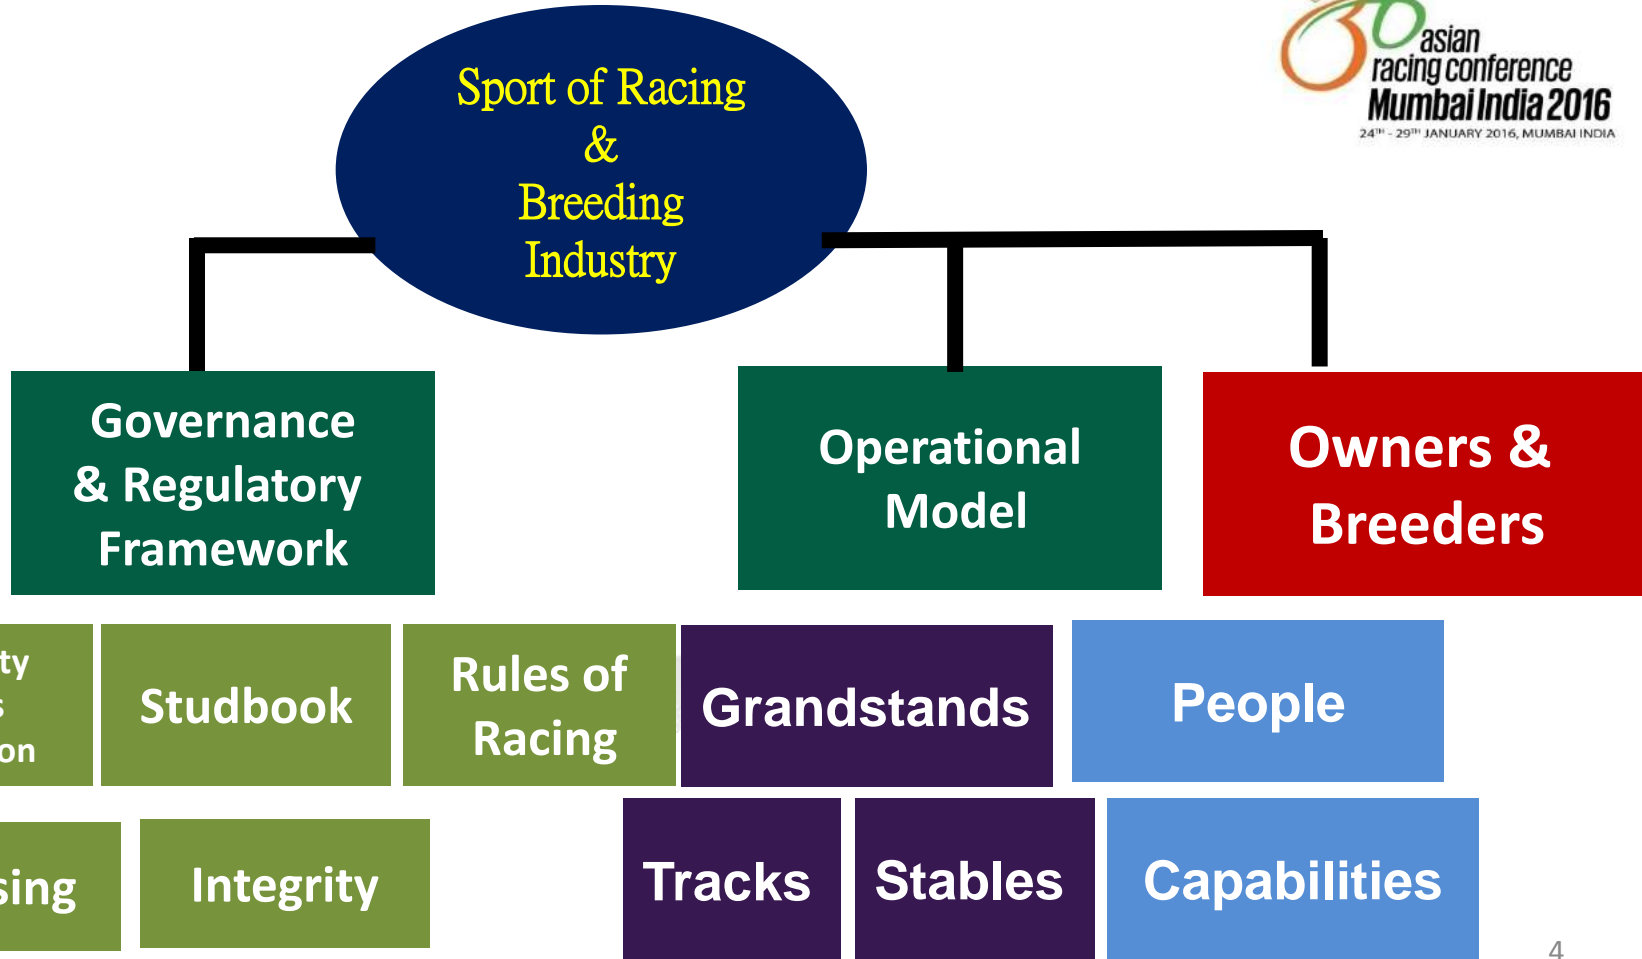 asian
racing conference
Mumbai India 2016
24TH - 29TH JANUARY 2016, MUMBAI INDIA
Sport of Racing
&
Breeding
Industry
Governance
& Regulatory
Framework
Operational
Model
Owners &
Breeders
Studbook
Rules of
Racing
Grandstands
People
Integrity
Tracks
Stables
Capabilities
4